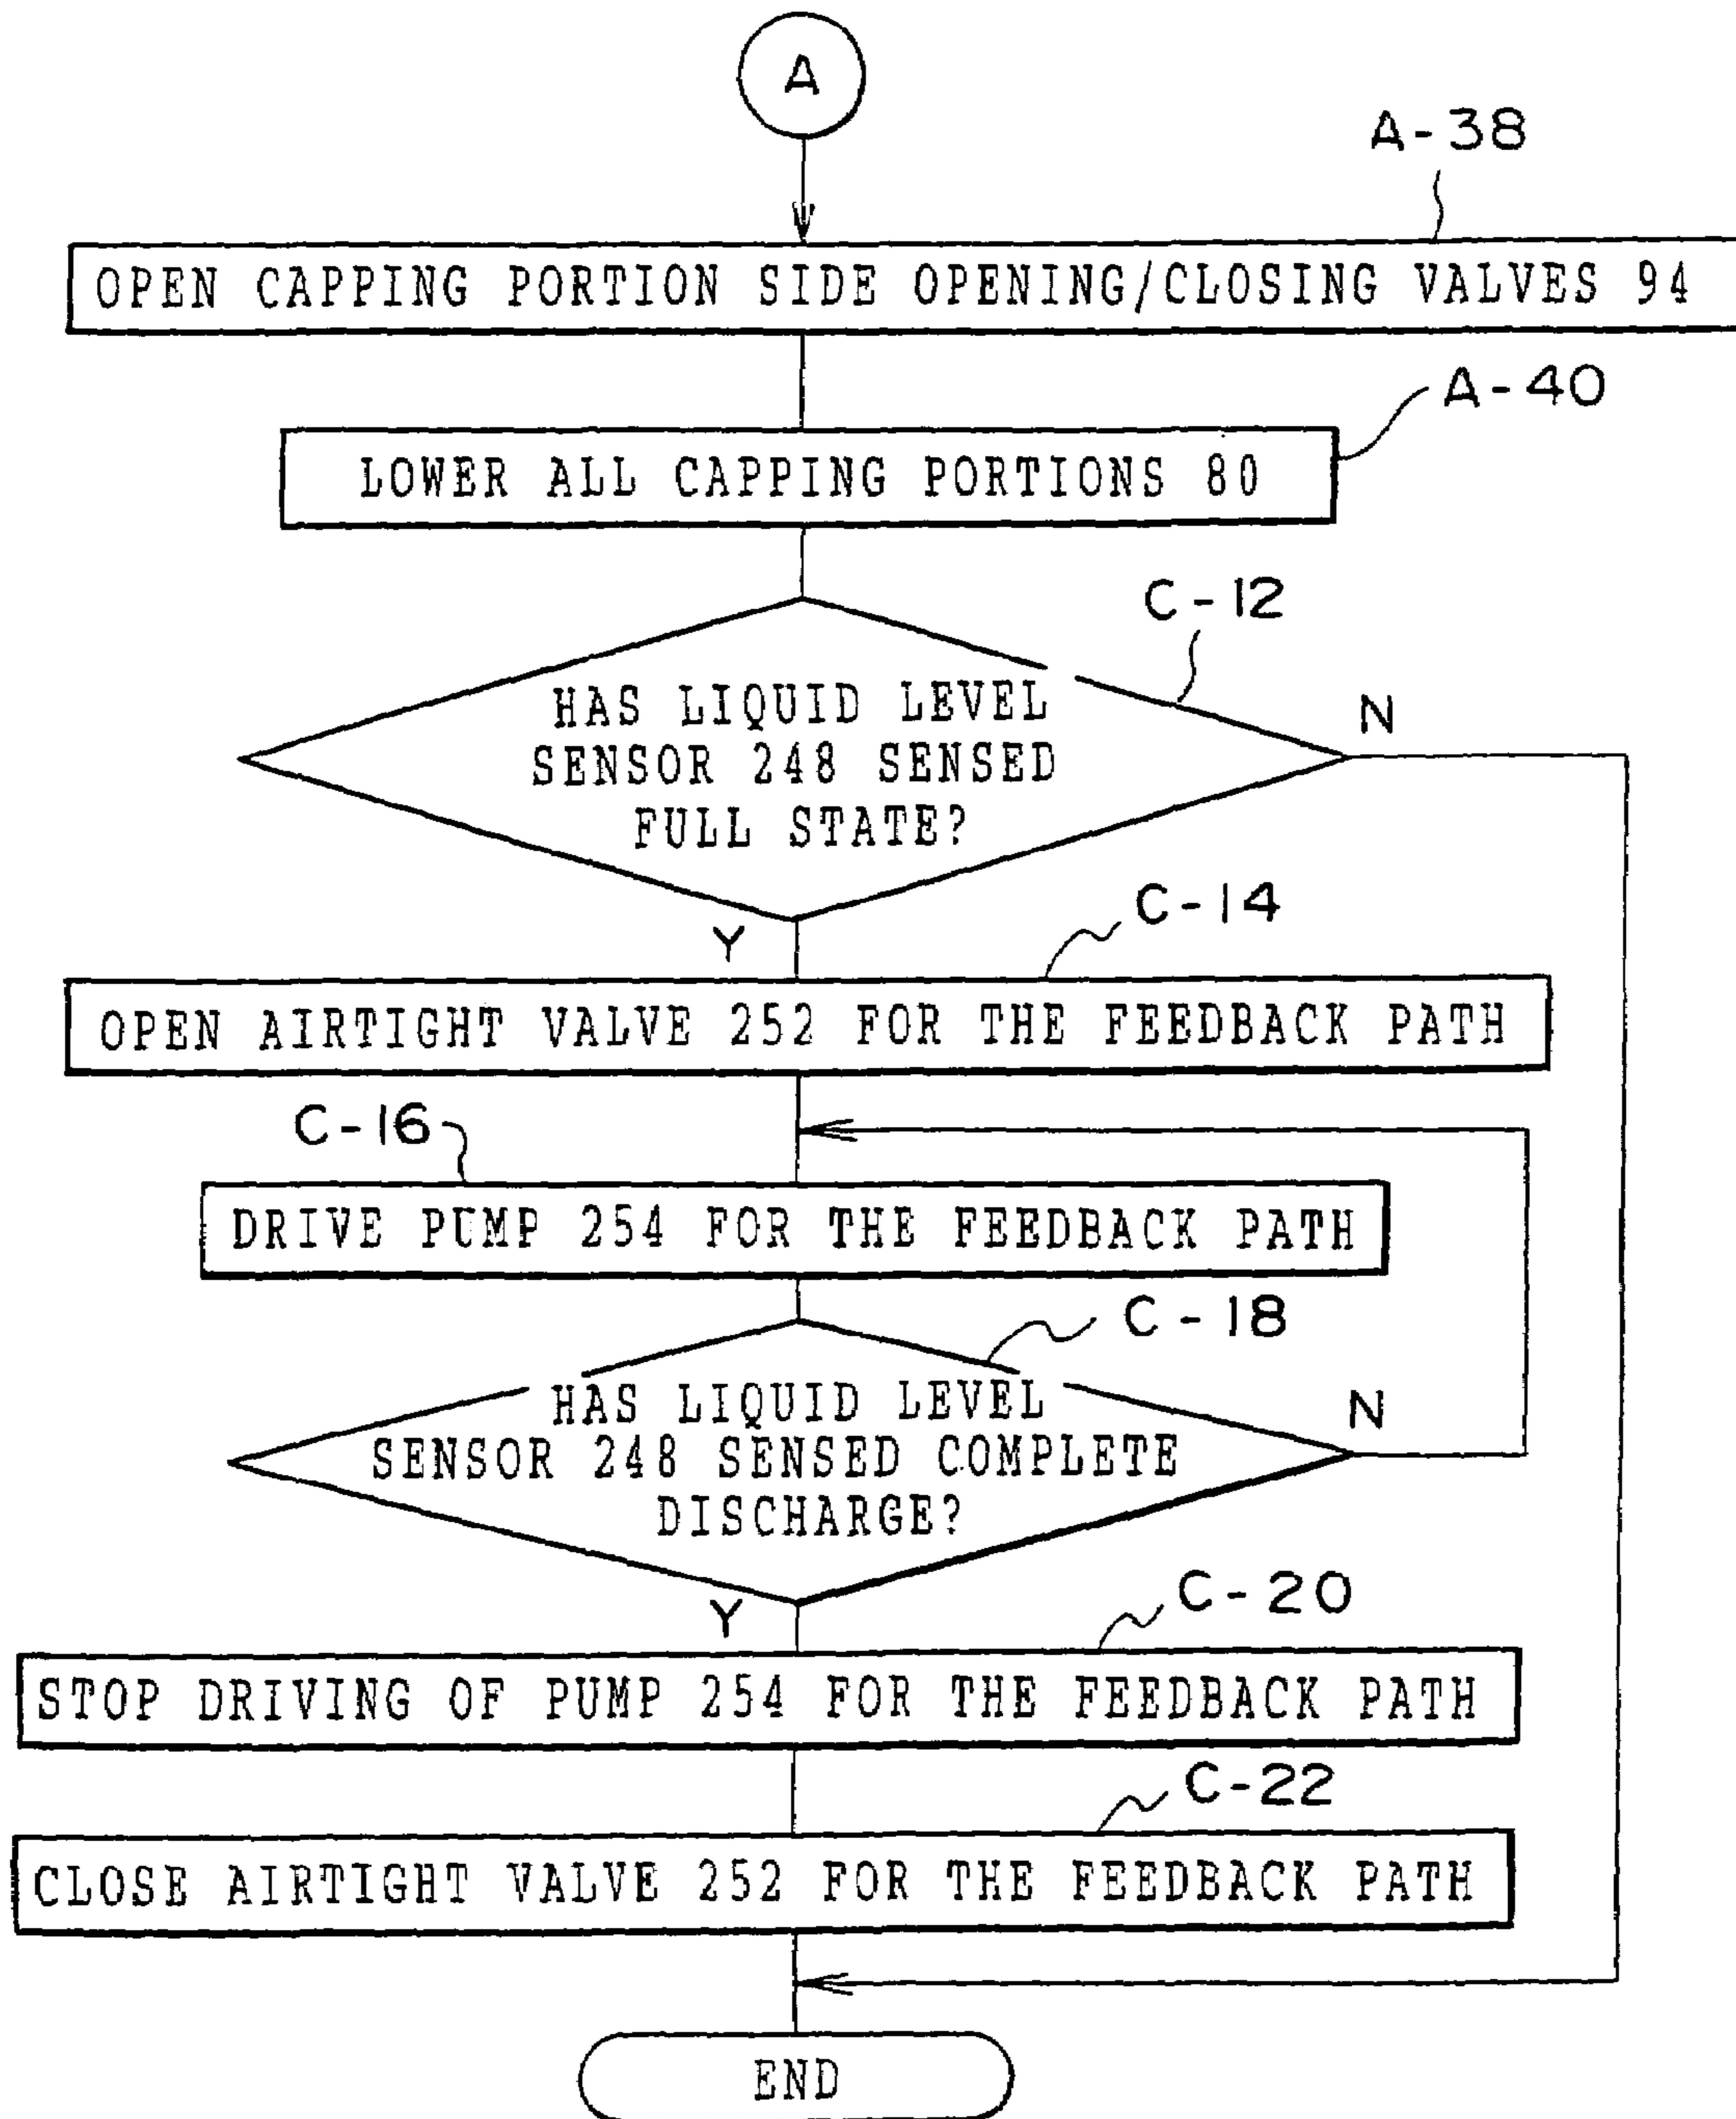 A
A-38
OPEN CAPPING PORTION SIDE OPENING/CLOSING VALVES 94
A-40
LOWER ALL CAPPING PORTIONS 80
C-12
HAS LIQUID LEVEL
SENSOR 248 SENSED
FULL STATE?
N
Y
C-14
OPEN AIRTIGHT VALVE 252 FOR THE FEEDBACK PATH
C-16
DRIVE PUMP 254 FOR THE FEEDBACK PATH
C-18
HAS LIQUID LEVEL
SENSOR 248 SENSED COMPLETE
DISCHARGE?
N
Y
C-20
STOP DRIVING OF PUMP 254 FOR THE FEEDBACK PATH
C-22
CLOSE AIRTIGHT VALVE 252 FOR THE FEEDBACK PATH
END